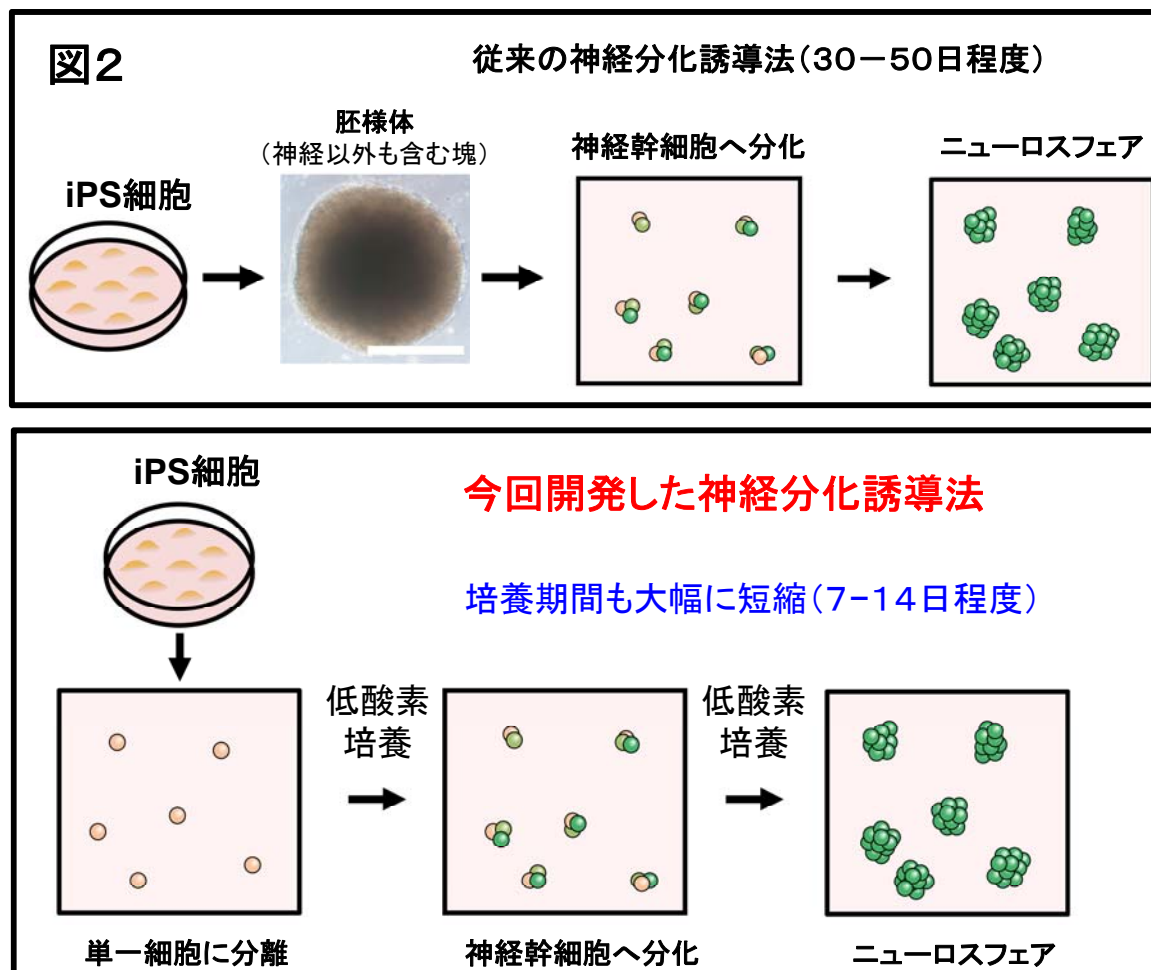 図2
従来の神経分化誘導法(30－50日程度)
胚様体
(神経以外も含む塊)
神経幹細胞へ分化
ニューロスフェア
iPS細胞
iPS細胞
今回開発した神経分化誘導法
培養期間も大幅に短縮(7−14日程度)
低酸素
培養
低酸素
培養
単一細胞に分離
神経幹細胞へ分化
ニューロスフェア